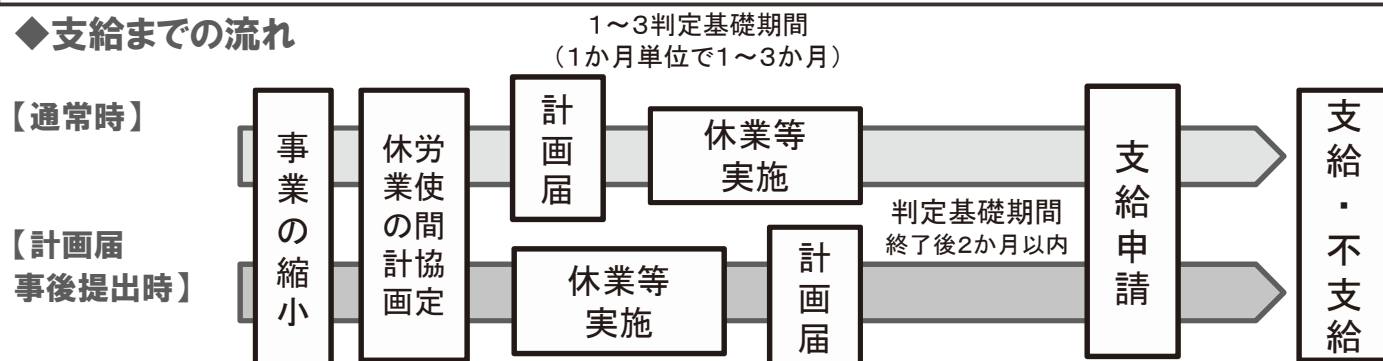 ◆支給までの流れ
1~3判定基礎期間
(1か月単位で1~3か月)
【通常時】
事業の縮小
労使間協定
休業の計画
計画届
休業等
実施
支給申請
支給・不支給
判定基礎期間
終了後2か月以内
【計画届
事後提出時】
休業等
実施
計画届